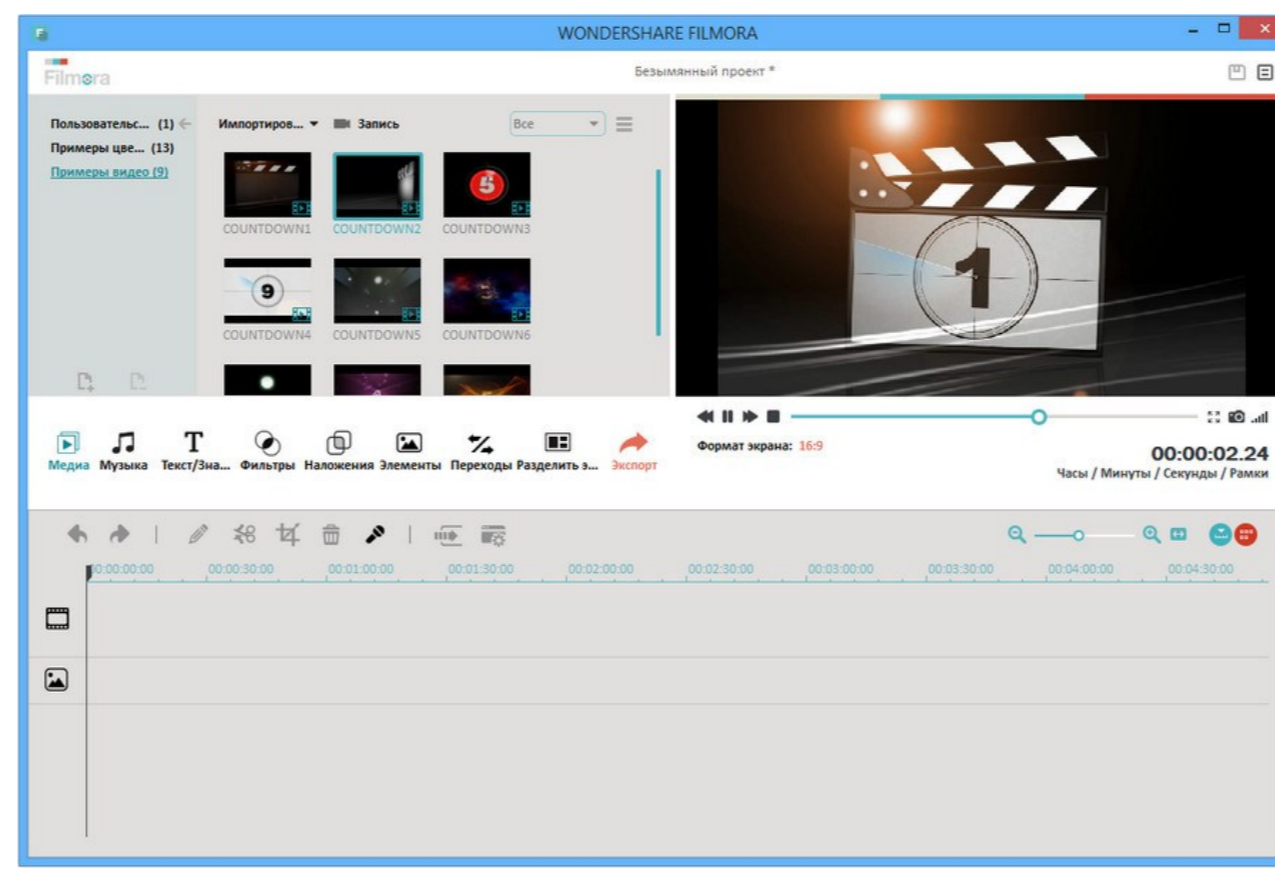 WONDERSHARE FILMORA
Filmora
Безымянный проект *
Пользовательс... (1)
Примеры цве... (13)
Примеры видео (9)
Импортиров...
Запись
Все
COUNTDOWN1
COUNTDOWN2
5
COUNTDOWN3
9
COUNTDOWN4
COUNTDOWN5
COUNTDOWN6
1
Медиа
Музыка
Текст/Зна...
Фильтры
Наложения
Элементы
Переходы
Разделить э...
Экспорт
Формат экрана: 16:9
00:00:02.24
Часы / Минуты / Секунды / Рамки
00:00:00:00 00:00:30:00 00:01:00:00 00:01:30:00 00:02:00:00 00:02:30:00 00:03:00:00 00:03:30:00 00:04:00:00 00:04:30:00